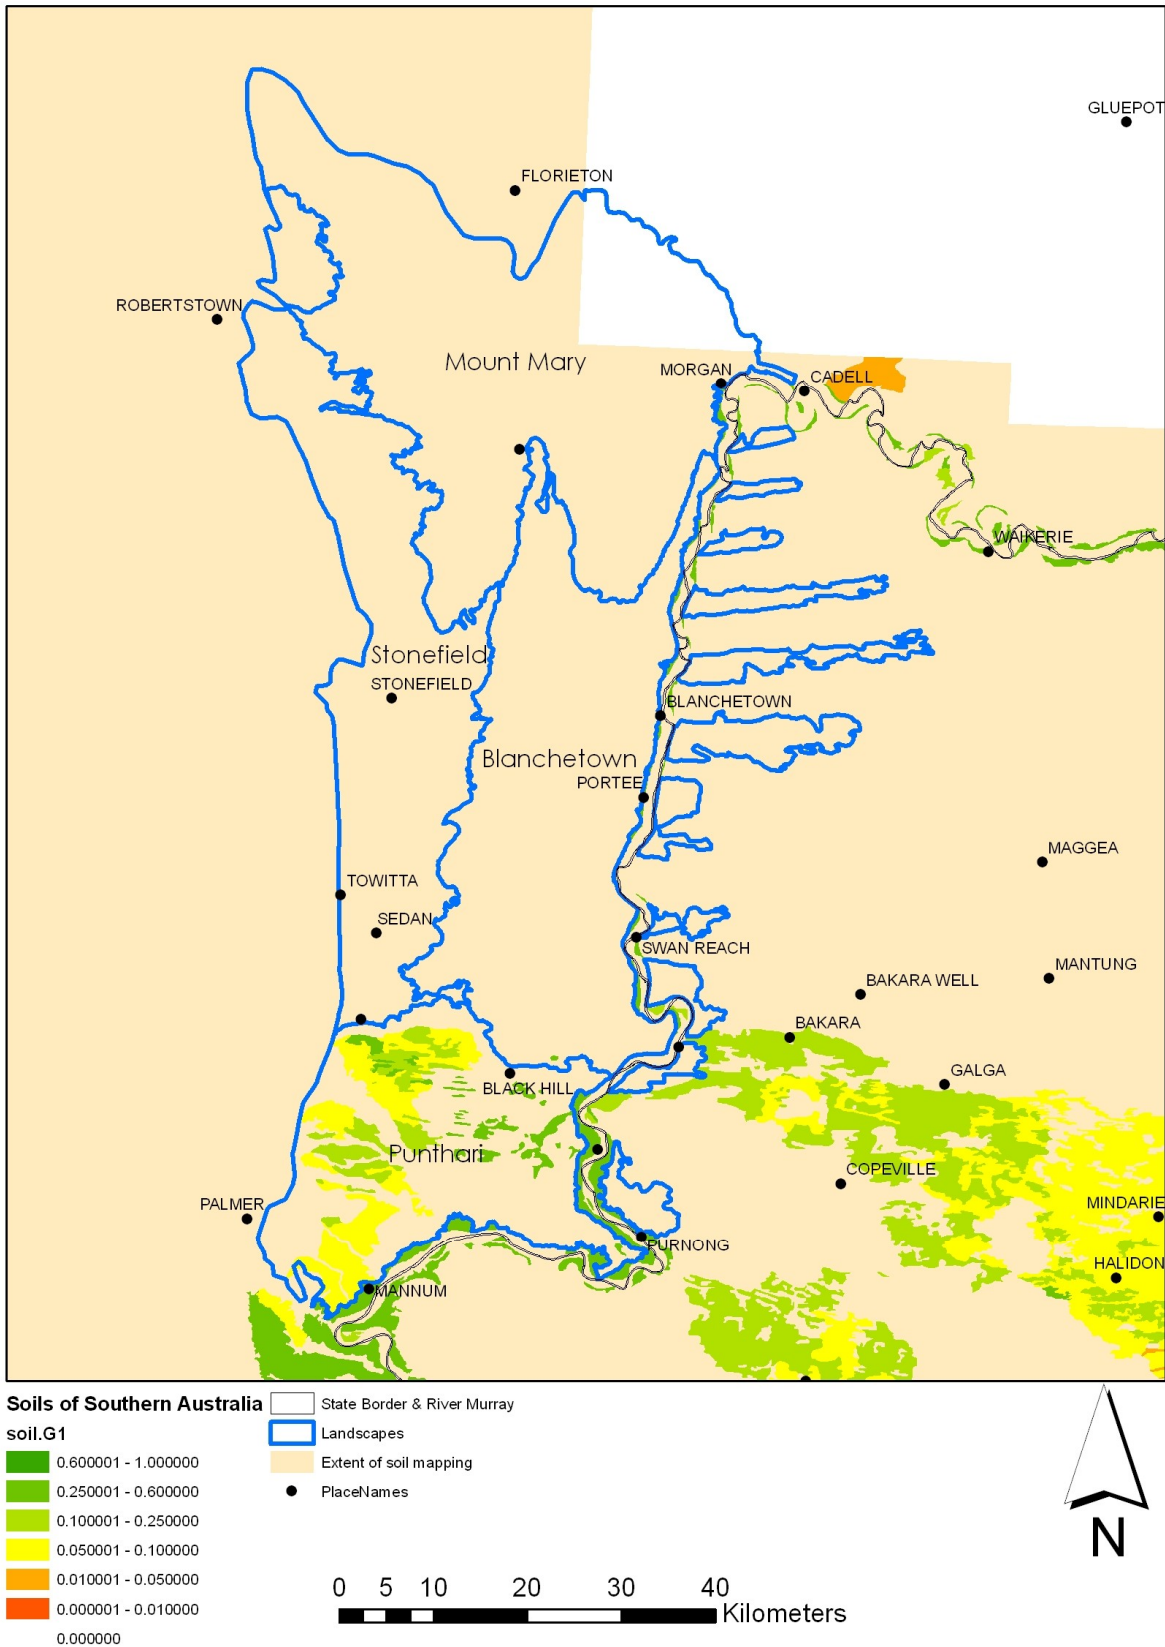 GLUEPOT
FLORIETON
ROBERTSTOWN
Mount Mary
MORGAN
CADELL
WAIKERIE
Stonefield
STONEFIELD
BLANCHETOWN
Blanchetown
PORTEE
MAGGEA
TOWITTA
SEDAN
SWAN REACH
MANTUNG
BAKARA WELL
BAKARA
GALGA
BLACK HILL
Punthari
COPEVILLE
PALMER
MINDARIE
PURNONG
HALIDON
MANNUM
Soils of Southern Australia
soil.G1
0.600001 - 1.000000
0.250001 - 0.600000
0.100001 - 0.250000
0.050001 - 0.100000
0.010001 - 0.050000
0.000001 - 0.010000
0.000000
State Border & River Murray
Landscapes
Extent of soil mapping
PlaceNames
0 5 10 20 30 40
Kilometers
N